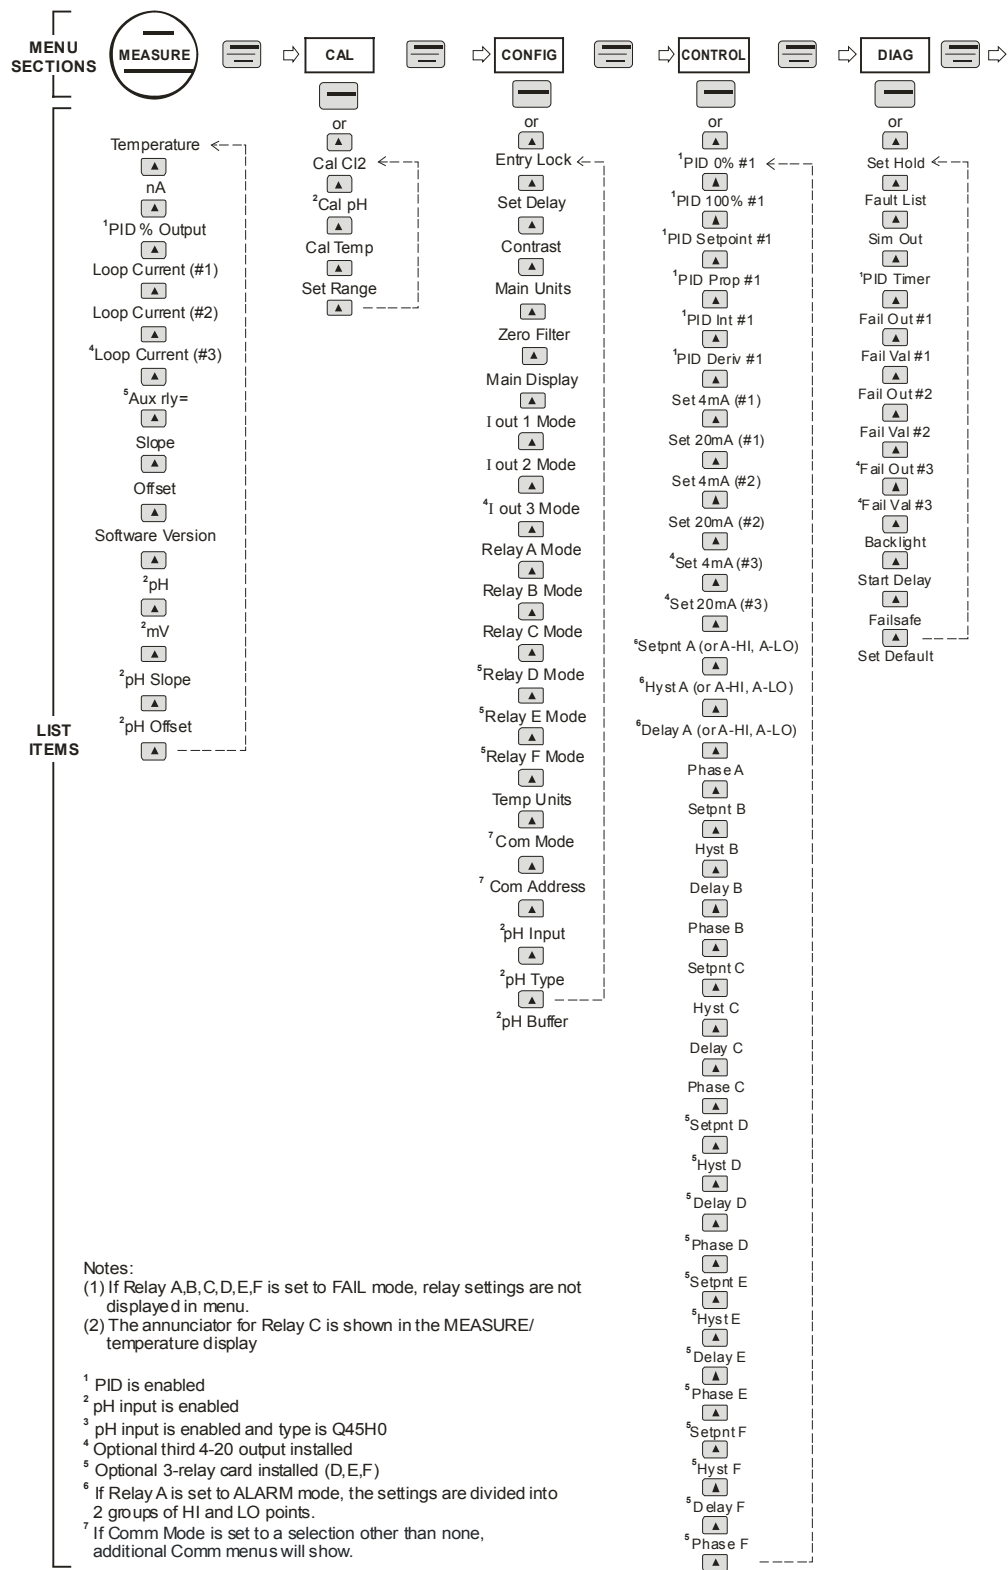 MENU
SECTIONS
MEASURE
CAL
CONFIG
CONTROL
DIAG
LIST
ITEMS
Temperature
nA
¹PID % Output
Loop Current (#1)
Loop Current (#2)
⁴Loop Current (#3)
⁵Aux rly=
Slope
Offset
Software Version
²pH
²mV
²pH Slope
²pH Offset
or
Cal Cl2
²Cal pH
Cal Temp
Set Range
or
Entry Lock
Set Delay
Contrast
Main Units
Zero Filter
Main Display
I out 1 Mode
I out 2 Mode
⁴I out 3 Mode
Relay A Mode
Relay B Mode
Relay C Mode
⁵Relay D Mode
⁵Relay E Mode
⁵Relay F Mode
Temp Units
⁷Com Mode
⁷Com Address
²pH Input
²pH Type
²pH Buffer
or
¹PID 0% #1
¹PID 100% #1
¹PID Setpoint #1
¹PID Prop #1
¹PID Int #1
¹PID Deriv #1
Set 4mA (#1)
Set 20mA (#1)
Set 4mA (#2)
Set 20mA (#2)
⁴Set 4mA (#3)
⁴Set 20mA (#3)
⁶Setpnt A (or A-HI, A-LO)
⁶Hyst A (or A-HI, A-LO)
⁶Delay A (or A-HI, A-LO)
Phase A
Setpnt B
Hyst B
Delay B
Phase B
Setpnt C
Hyst C
Delay C
Phase C
⁵Setpnt D
⁵Hyst D
⁵Delay D
⁵Phase D
⁵Setpnt E
⁵Hyst E
⁵Delay E
⁵Phase E
⁵Setpnt F
⁵Hyst F
⁵Delay F
⁵Phase F
or
Set Hold
Fault List
Sim Out
¹PID Timer
Fail Out #1
Fail Val #1
Fail Out #2
Fail Val #2
⁴Fail Out #3
⁴Fail Val #3
Backlight
Start Delay
Failsafe
Set Default
Notes:
(1) If Relay A,B,C,D,E,F is set to FAIL mode, relay settings are not
displayed in menu.
(2) The annunciator for Relay C is shown in the MEASURE/
temperature display
¹ PID is enabled
² pH input is enabled
³ pH input is enabled and type is Q45H0
⁴ Optional third 4-20 output installed
⁵ Optional 3-relay card installed (D,E,F)
⁶ If Relay A is set to ALARM mode, the settings are divided into
2 groups of HI and LO points.
⁷ If Comm Mode is set to a selection other than none,
additional Comm menus will show.